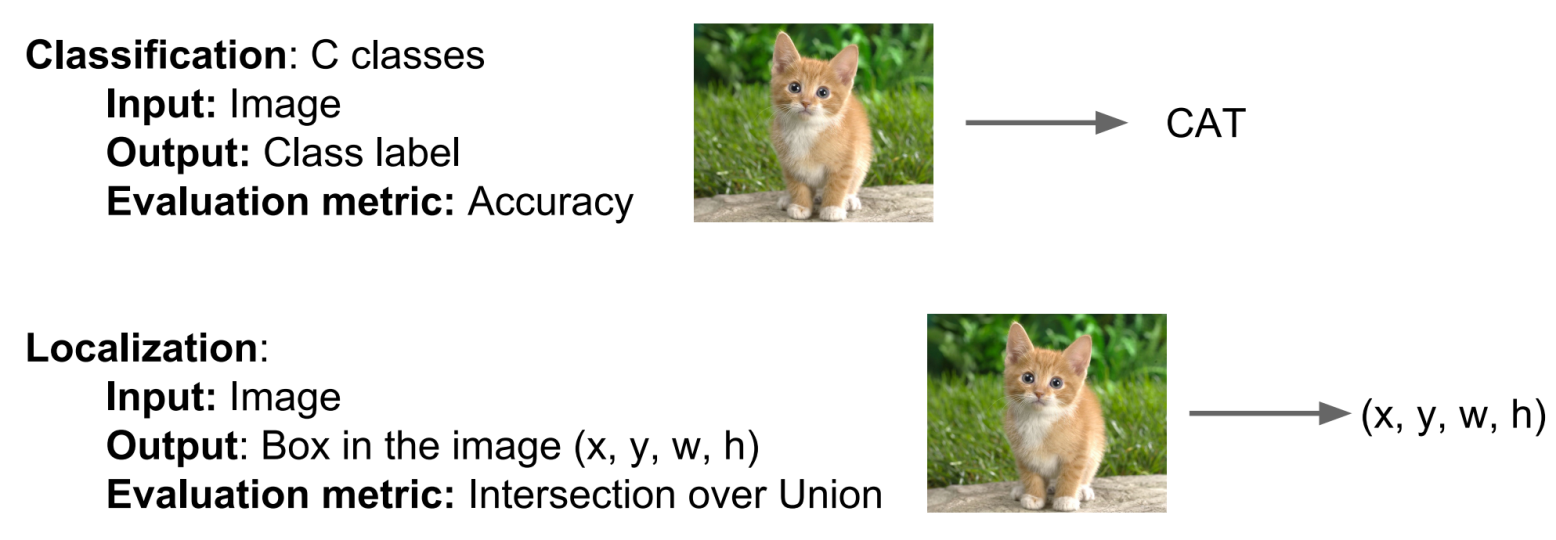 Classification: C classes
Input: Image
Output: Class label
Evaluation metric: Accuracy
CAT
Localization:
Input: Image
Output: Box in the image (x, y, w, h)
Evaluation metric: Intersection over Union
(x, y, w, h)